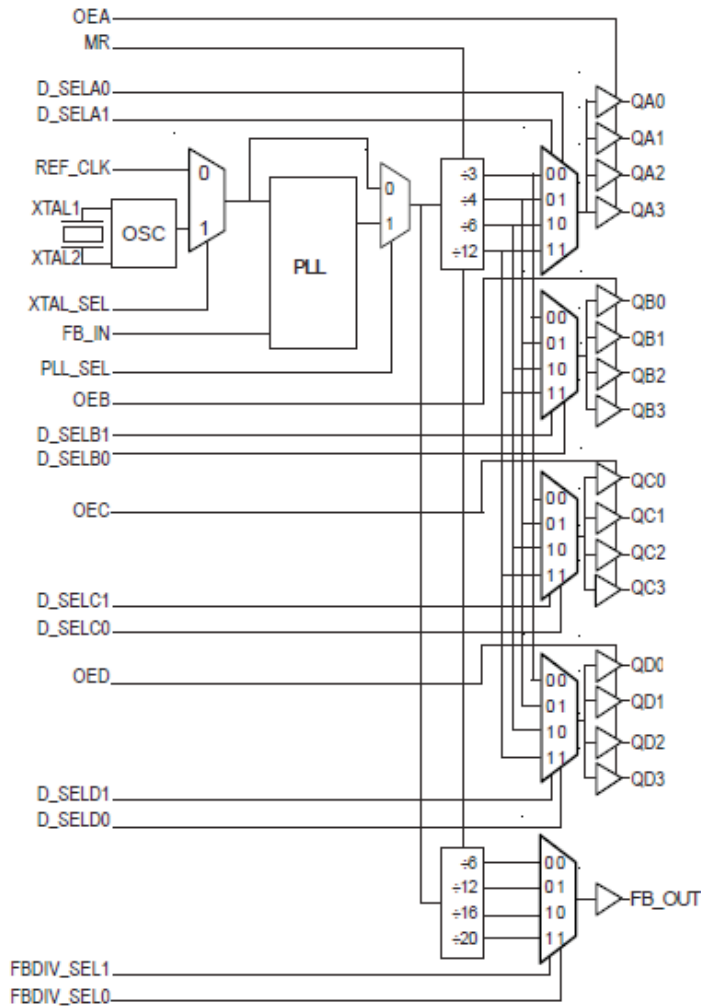 OEA
MR
D_SELA0
D_SELA1
QA0
QA1
QA2
QA3
REF_CLK
0
1
XTAL1
OSC
XTAL2
PLL
0
1
÷3
÷4
÷6
÷12
00
01
10
11
XTAL_SEL
FB_IN
PLL_SEL
OEB
00
01
10
11
QB0
QB1
QB2
QB3
D_SELB1
D_SELB0
OEC
00
01
10
11
QC0
QC1
QC2
QC3
D_SELC1
D_SELC0
OED
00
01
10
11
QD0
QD1
QD2
QD3
D_SELD1
D_SELD0
÷6
÷12
÷16
÷20
00
01
10
11
FB_OUT
FBDIV_SEL1
FBDIV_SEL0